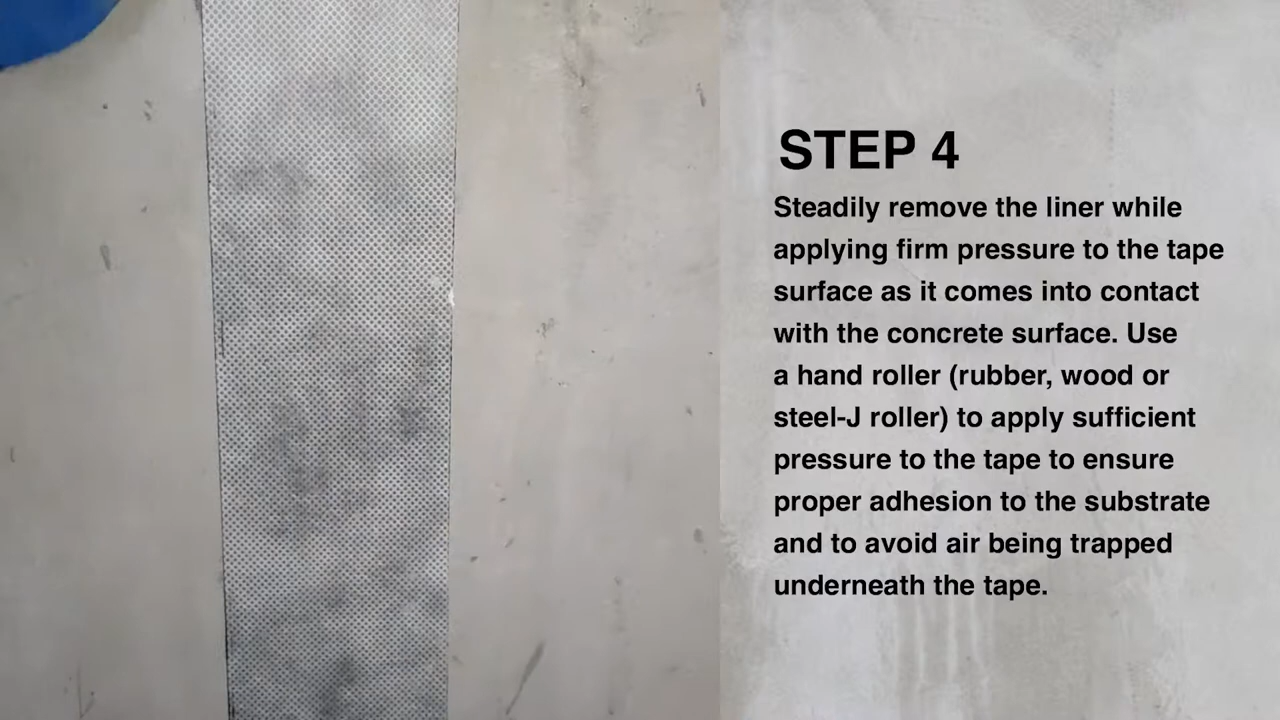 STEP 4
Steadily remove the liner while
applying firm pressure to the tape
surface as it comes into contact
with the concrete surface. Use
a hand roller (rubber, wood or
steel-J roller) to apply sufficient
pressure to the tape to ensure
proper adhesion to the substrate
and to avoid air being trapped
underneath the tape.